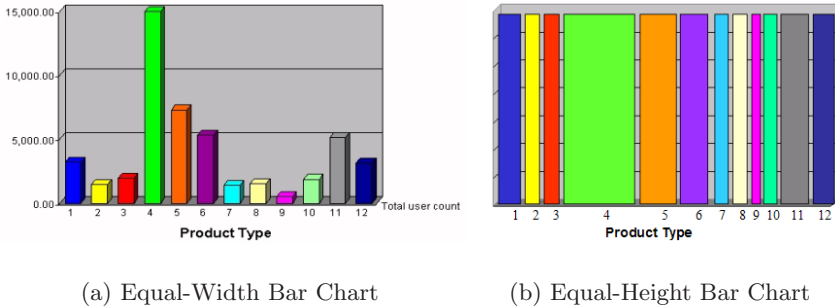 15,000.00
10,000.00
5,000.00
0.00
1 2 3 4 5 6 7 8 9 10 11 12
Total user count
Product Type
1 2 3 4 5 6 7 8 9 10 11 12
Product Type
(a) Equal-Width Bar Chart
(b) Equal-Height Bar Chart